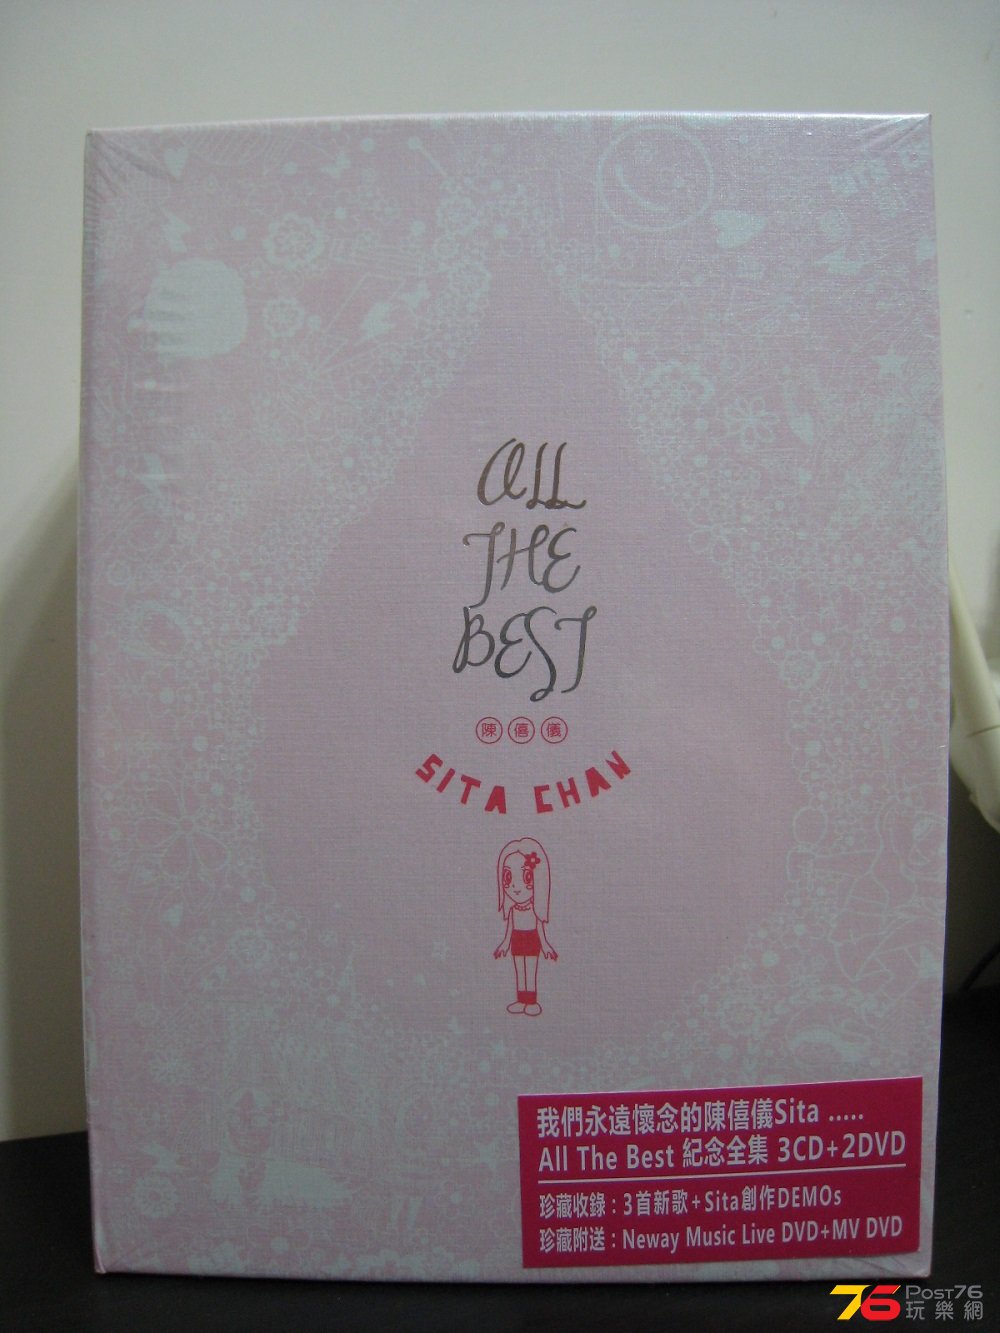 ALL
THE
BEST
陳僖儀
SITA CHAN
我們永遠懷念的陳僖儀Sita .....
All The Best 紀念全集 3CD+2DVD
珍藏收錄：3首新歌+Sita創作DEMOs
珍藏附送：Neway Music Live DVD+MV DVD
76 POST76
玩樂網